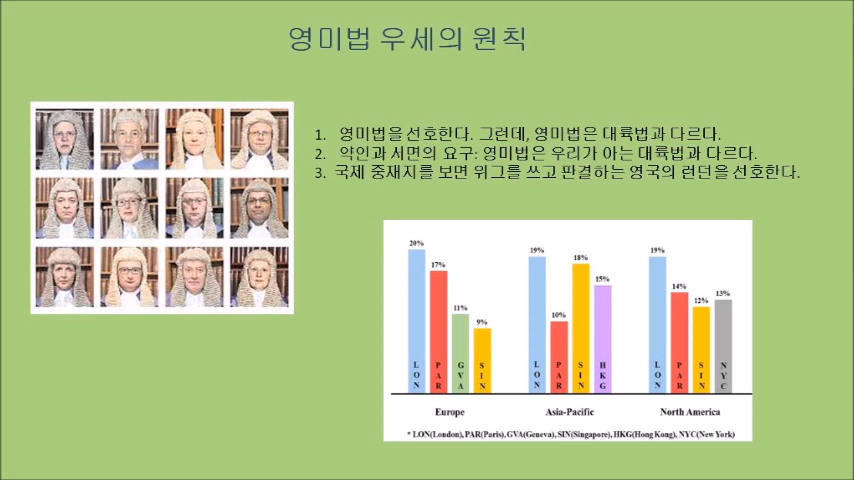 영미법 우세의 원칙
1. 영미법을 선호한다. 그런데, 영미법은 대륙법과 다르다.
2. 약인과 서면의 요구: 영미법은 우리가 아는 대륙법과 다르다.
3. 국제 중재지를 보면 위그를 쓰고 판결하는 영국의 런던을 선호한다.
20% 17% 11% 9%
19% 10% 18% 15%
19% 14% 12% 13%
LON PAR GVA SIN
LON PAR SIN HKG
LON PAR SIN NYC
Europe Asia-Pacific North America
* LON(London), PAR(Paris), GVA(Geneva), SIN(Singapore), HKG(Hong Kong), NYC(New York)